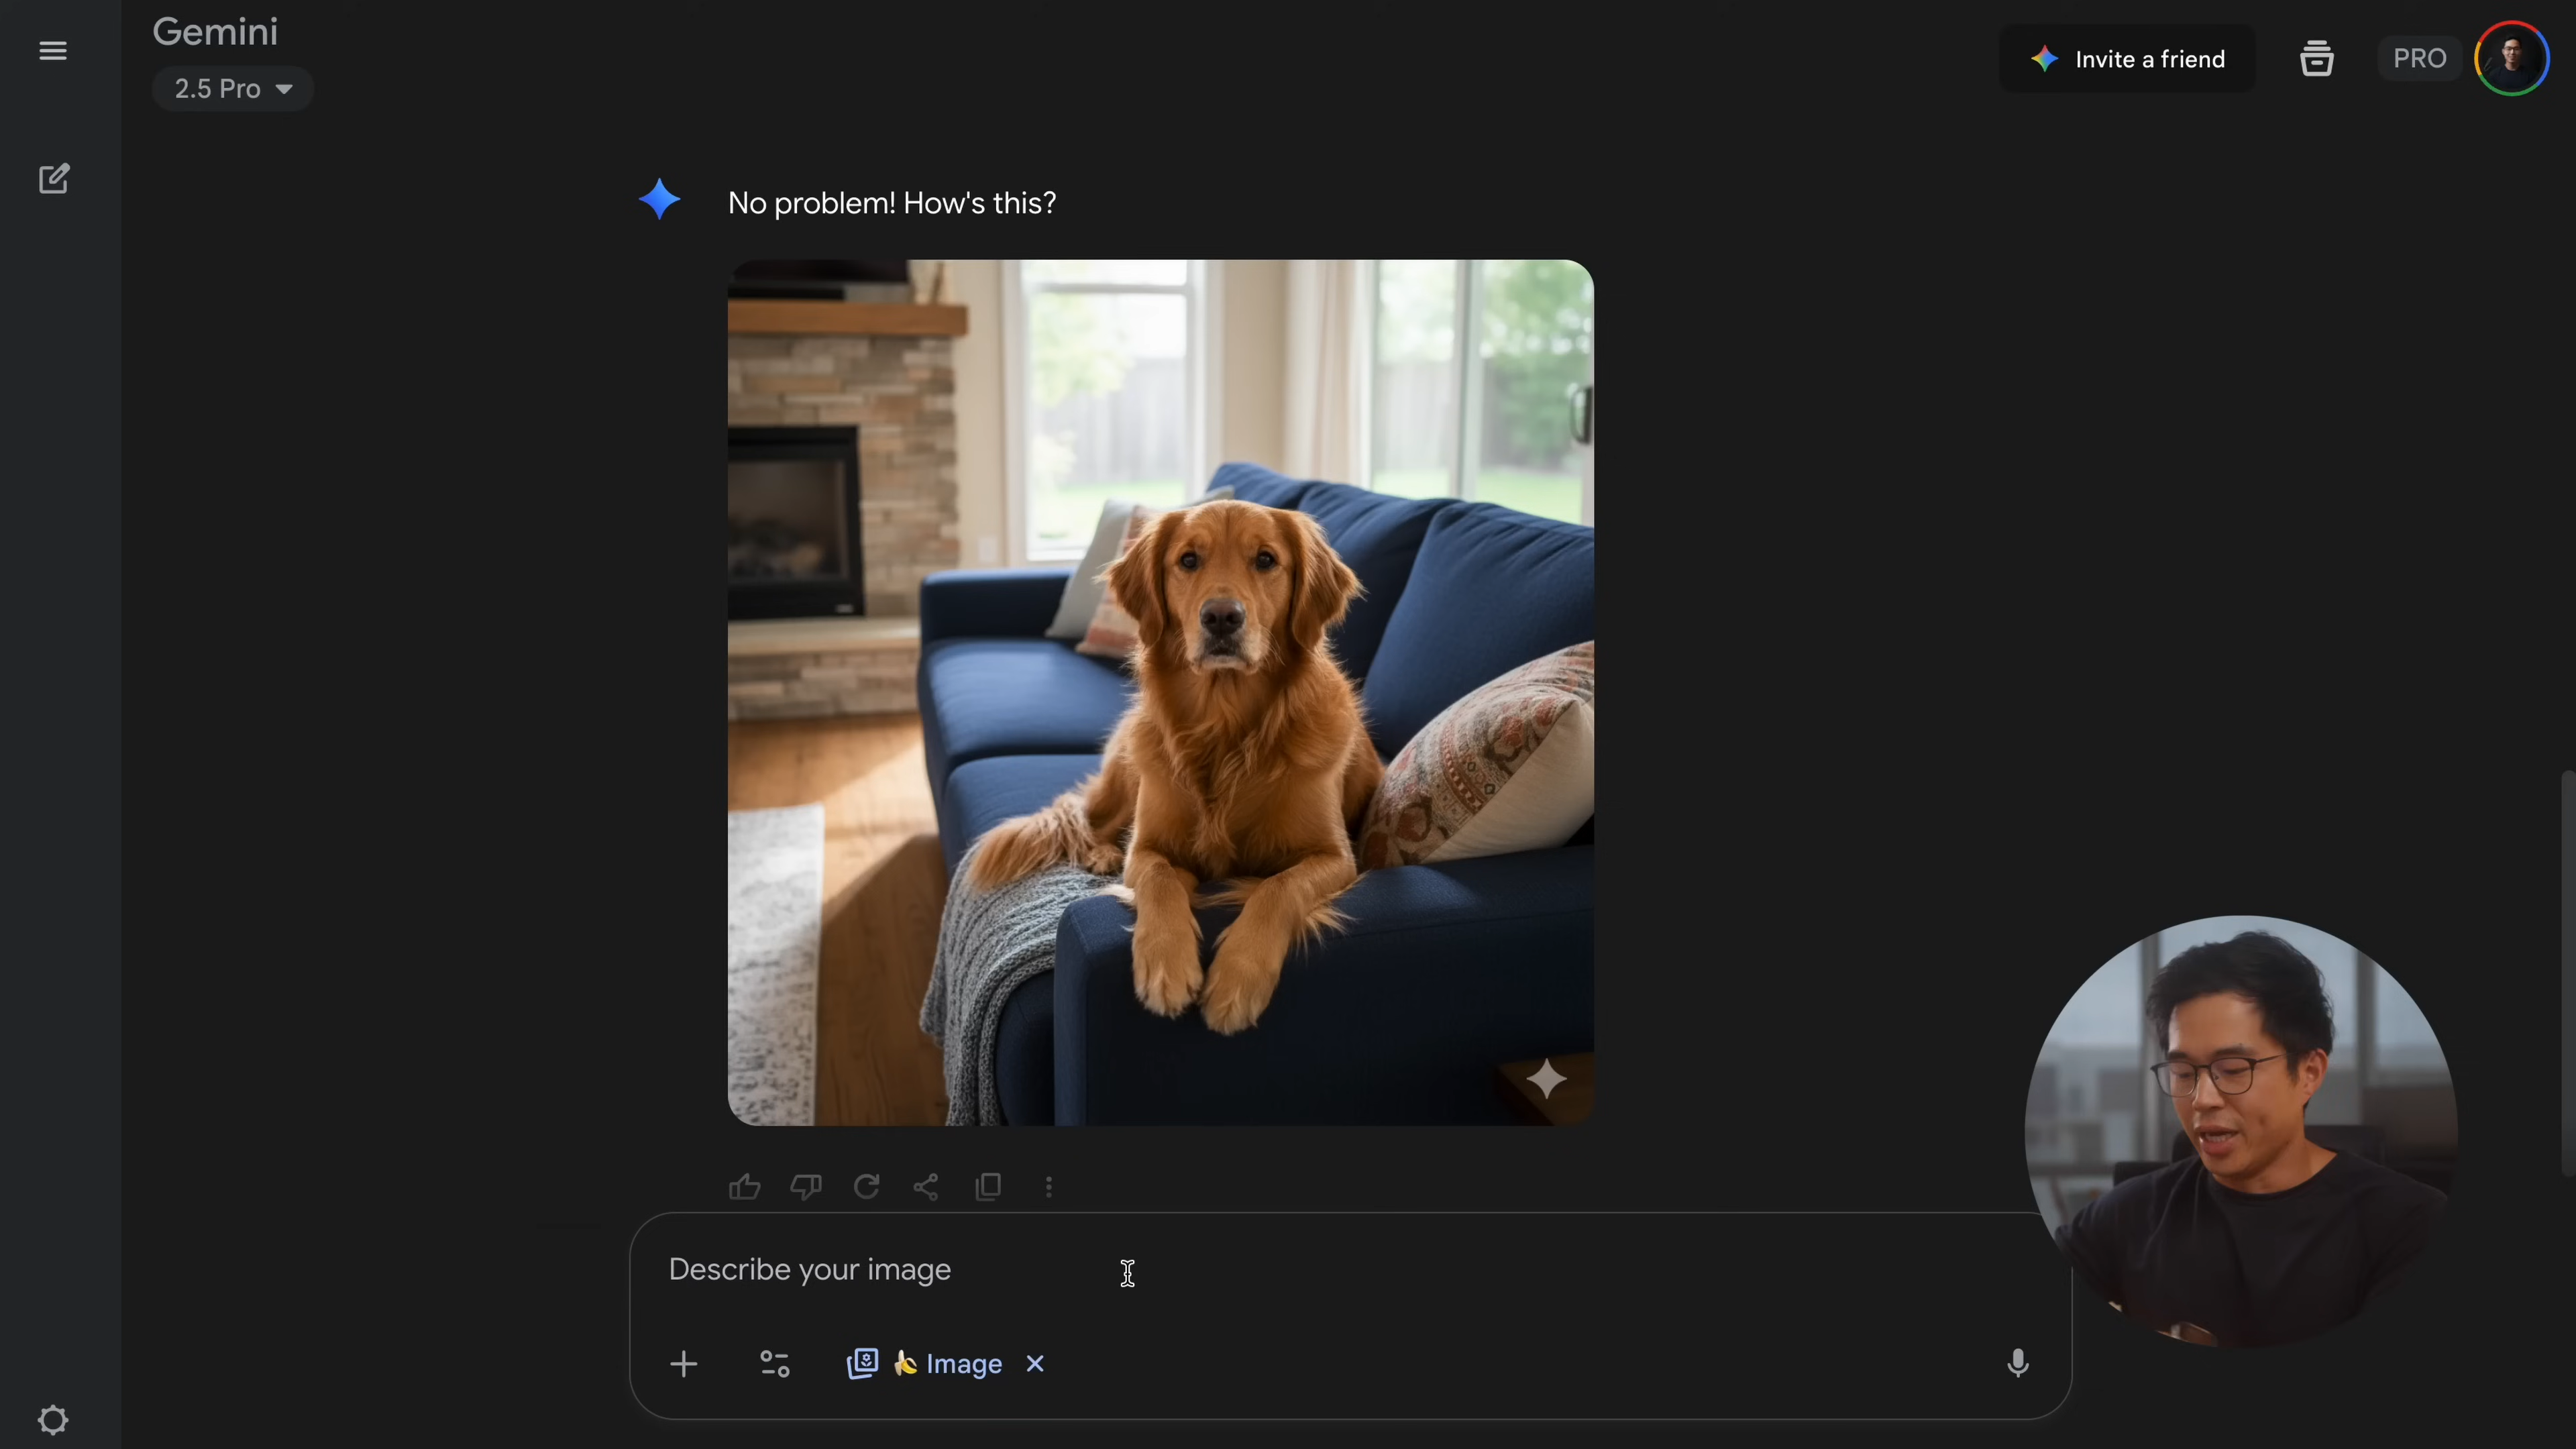 Gemini
2.5 Pro
Invite a friend
PRO
No problem! How's this?
Describe your image
Image